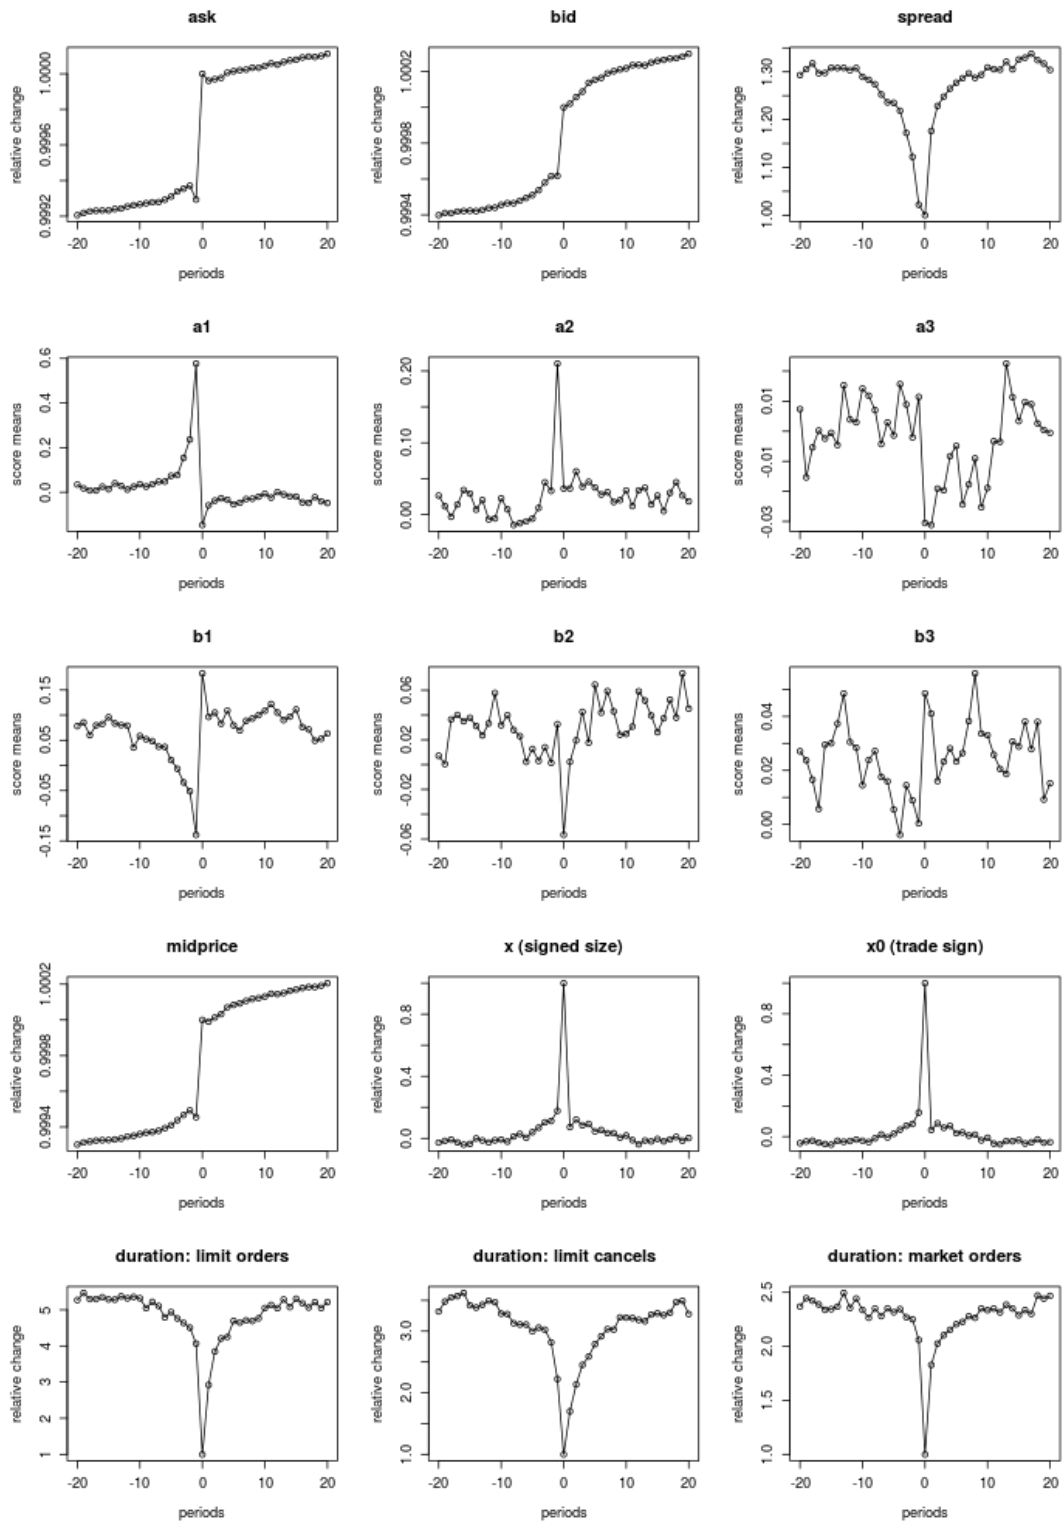 ask bid spread
relative change 0.9992 0.9996 1.0000 relative change 0.9994 0.9998 1.0002 relative change 1.00 1.10 1.20 1.30
-20 -10 0 10 20 -20 -10 0 10 20 -20 -10 0 10 20
periods periods periods
a1 a2 a3
score means 0.0 0.2 0.4 0.6 score means 0.00 0.10 0.20 score means -0.03 -0.01 0.01
-20 -10 0 10 20 -20 -10 0 10 20 -20 -10 0 10 20
periods periods periods
b1 b2 b3
score means -0.15 -0.05 0.05 0.15 score means -0.06 -0.02 0.02 0.06 score means 0.00 0.02 0.04
-20 -10 0 10 20 -20 -10 0 10 20 -20 -10 0 10 20
periods periods periods
midprice x (signed size) x0 (trade sign)
relative change 0.9994 0.9998 1.0002 relative change 0.0 0.4 0.8 relative change 0.0 0.4 0.8
-20 -10 0 10 20 -20 -10 0 10 20 -20 -10 0 10 20
periods periods periods
duration: limit orders duration: limit cancels duration: market orders
relative change 1 2 3 4 5 relative change 1.0 2.0 3.0 relative change 1.0 1.5 2.0 2.5
-20 -10 0 10 20 -20 -10 0 10 20 -20 -10 0 10 20
periods periods periods